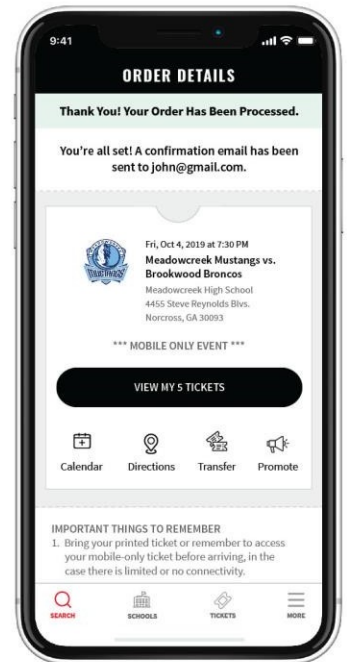 9:41
ORDER DETAILS
Thank You! Your Order Has Been Processed.
You're all set! A confirmation email has been
sent to john@gmail.com.
Fri, Oct 4, 2019 at 7:30 PM
Meadowcreek Mustangs vs.
Brookwood Broncos
Meadowcreek High School
4455 Steve Reynolds Blvs.
Norcross, GA 30093
*** MOBILE ONLY EVENT ***
VIEW MY 5 TICKETS
Calendar Directions Transfer Promote
IMPORTANT THINGS TO REMEMBER
1. Bring your printed ticket or remember to access
your mobile-only ticket before arriving, in the
case there is limited or no connectivity.
SEARCH SCHOOLS TICKETS MORE